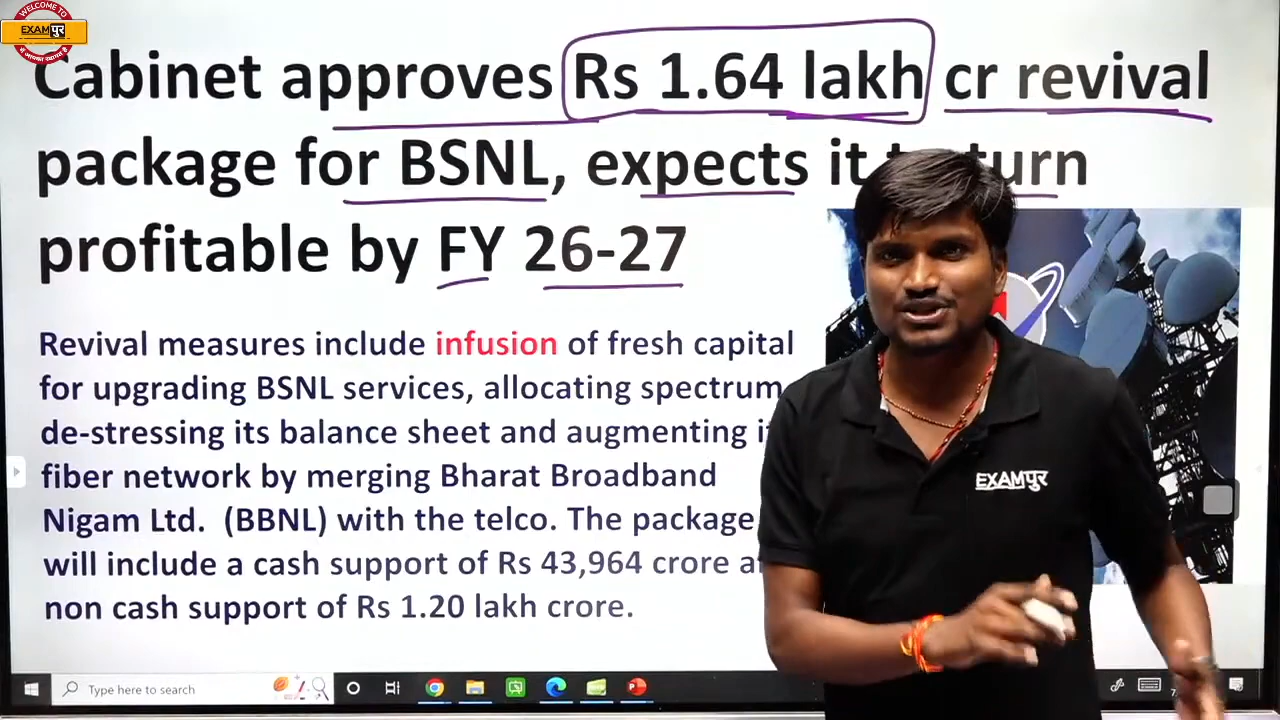 WELCOME TO
EXAMपुर
Cabinet approves Rs 1.64 lakh cr revival
package for BSNL, expects it turn
profitable by FY 26-27
Revival measures include infusion of fresh capital
for upgrading BSNL services, allocating spectrum
de-stressing its balance sheet and augmenting
fiber network by merging Bharat Broadband
Nigam Ltd. (BBNL) with the telco. The package
will include a cash support of Rs 43,964 crore
non cash support of Rs 1.20 lakh crore.
EXAMपुर
Type here to search